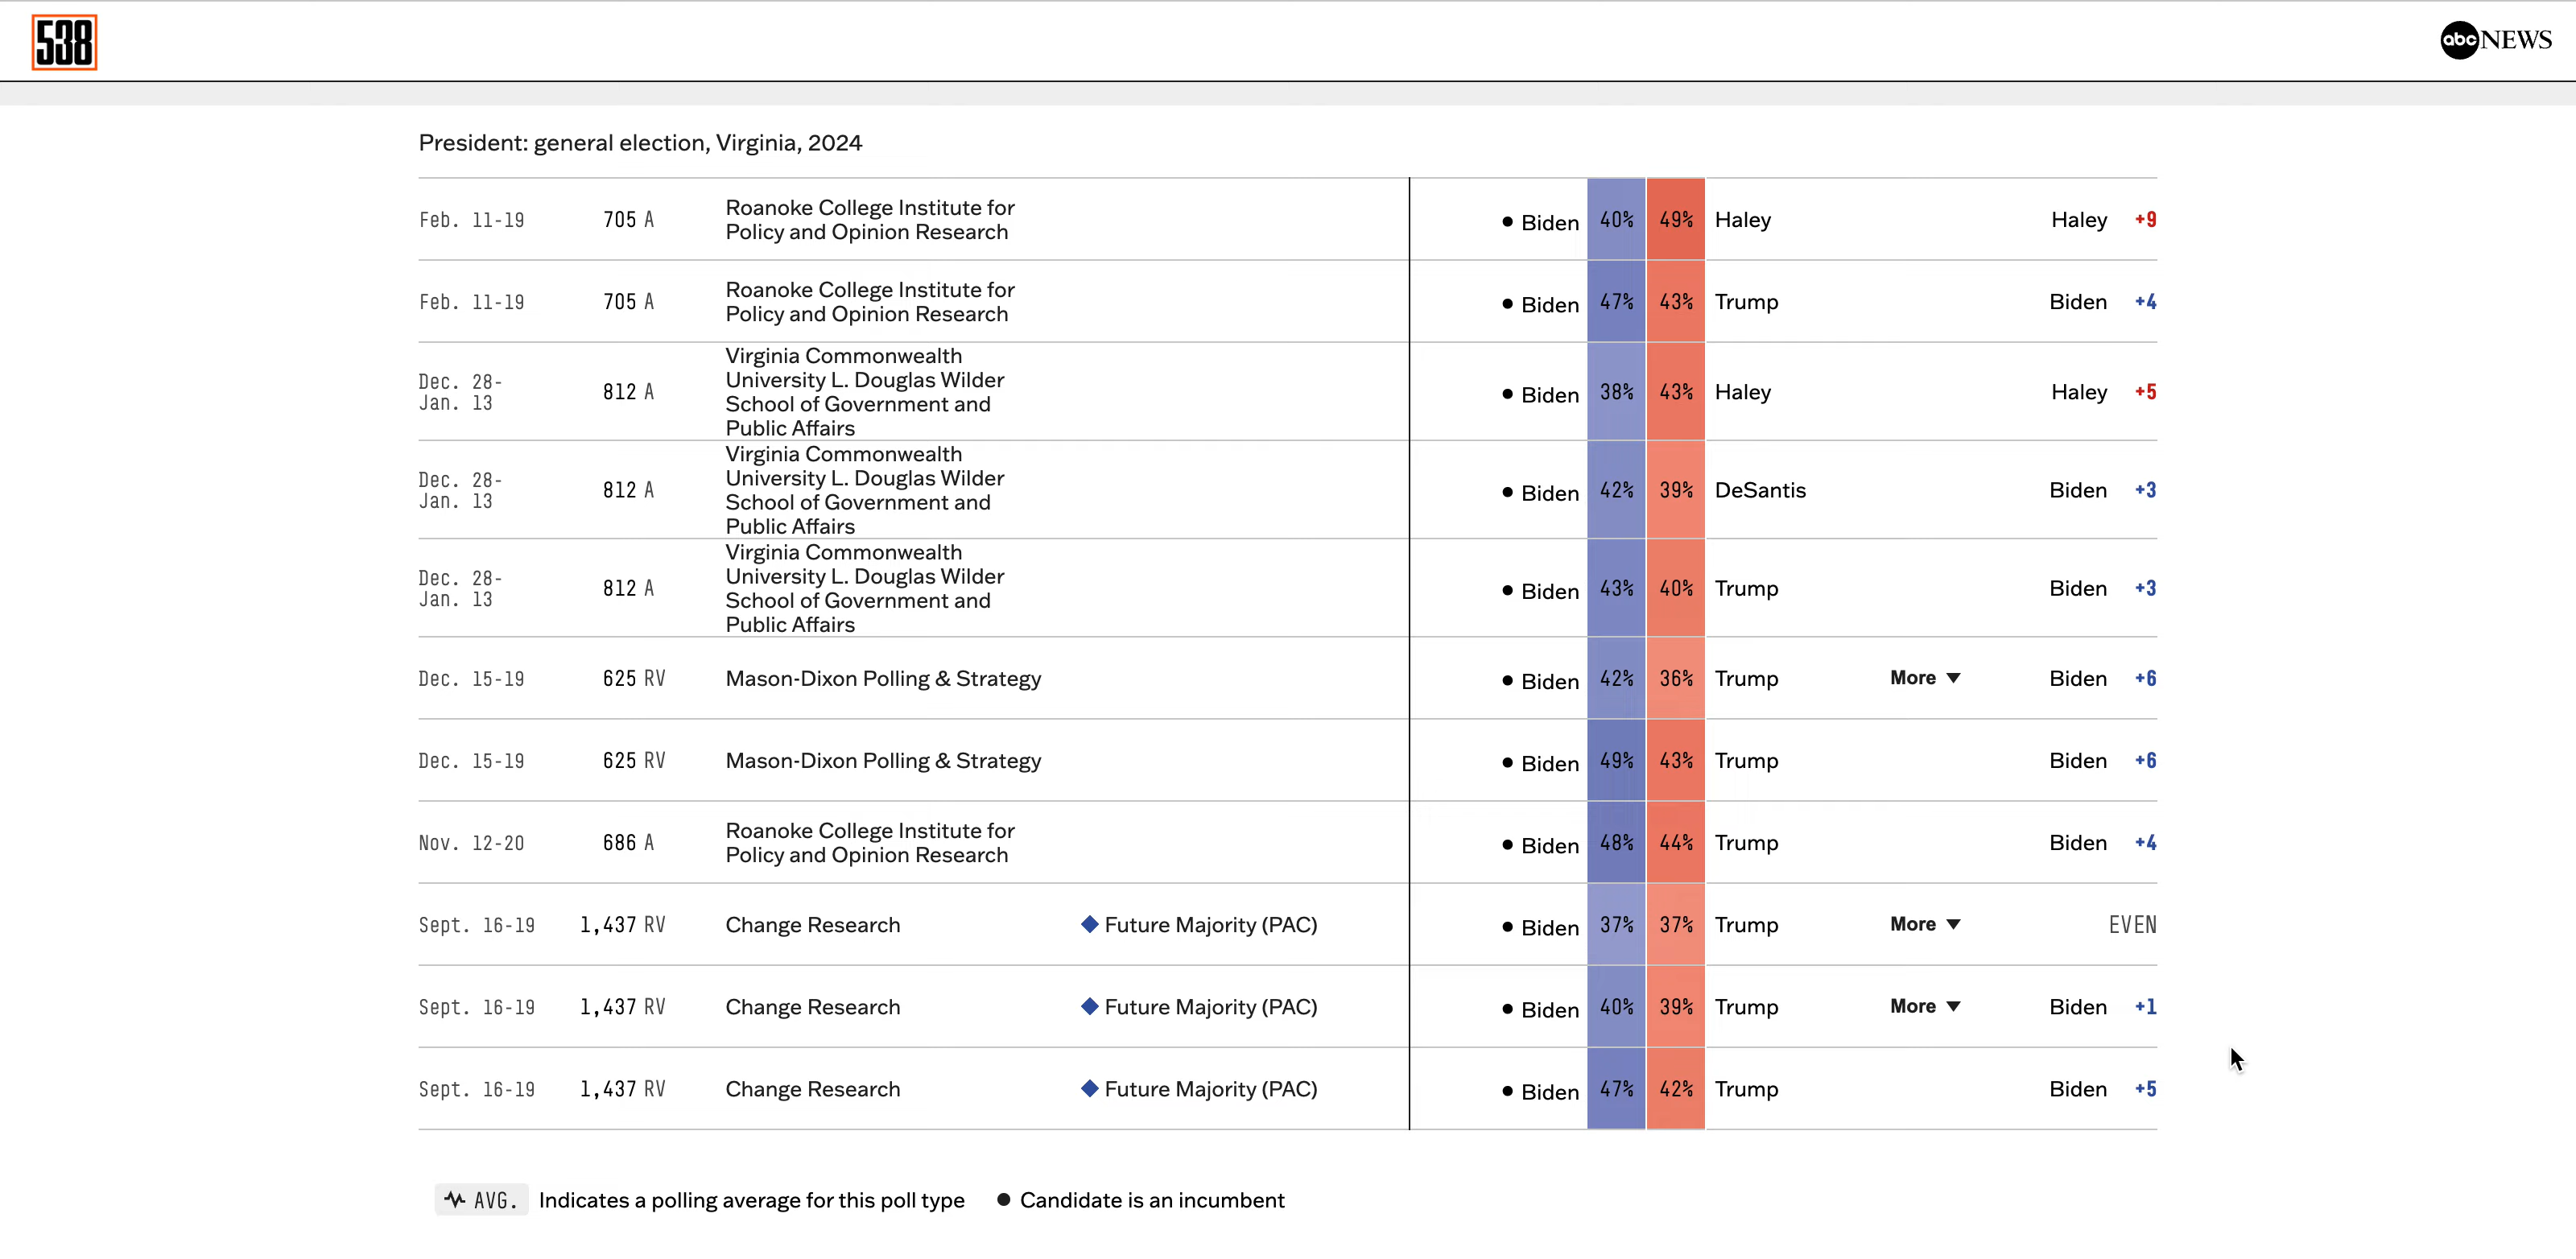 538
abc NEWS
President: general election, Virginia, 2024
Feb. 11-19 705 A Roanoke College Institute for Policy and Opinion Research • Biden 40% 49% Haley Haley +9
Feb. 11-19 705 A Roanoke College Institute for Policy and Opinion Research • Biden 47% 43% Trump Biden +4
Dec. 28-Jan. 13 812 A Virginia Commonwealth University L. Douglas Wilder School of Government and Public Affairs • Biden 38% 43% Haley Haley +5
Dec. 28-Jan. 13 812 A Virginia Commonwealth University L. Douglas Wilder School of Government and Public Affairs • Biden 42% 39% DeSantis Biden +3
Dec. 28-Jan. 13 812 A Virginia Commonwealth University L. Douglas Wilder School of Government and Public Affairs • Biden 43% 40% Trump Biden +3
Dec. 15-19 625 RV Mason-Dixon Polling & Strategy • Biden 42% 36% Trump More ▼ Biden +6
Dec. 15-19 625 RV Mason-Dixon Polling & Strategy • Biden 49% 43% Trump Biden +6
Nov. 12-20 686 A Roanoke College Institute for Policy and Opinion Research • Biden 48% 44% Trump Biden +4
Sept. 16-19 1,437 RV Change Research ◆ Future Majority (PAC) • Biden 37% 37% Trump More ▼ EVEN
Sept. 16-19 1,437 RV Change Research ◆ Future Majority (PAC) • Biden 40% 39% Trump More ▼ Biden +1
Sept. 16-19 1,437 RV Change Research ◆ Future Majority (PAC) • Biden 47% 42% Trump Biden +5
AVG. Indicates a polling average for this poll type • Candidate is an incumbent